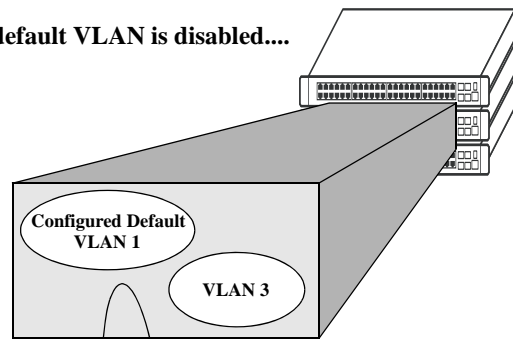 default VLAN is disabled....
Configured Default
VLAN 1
VLAN 3